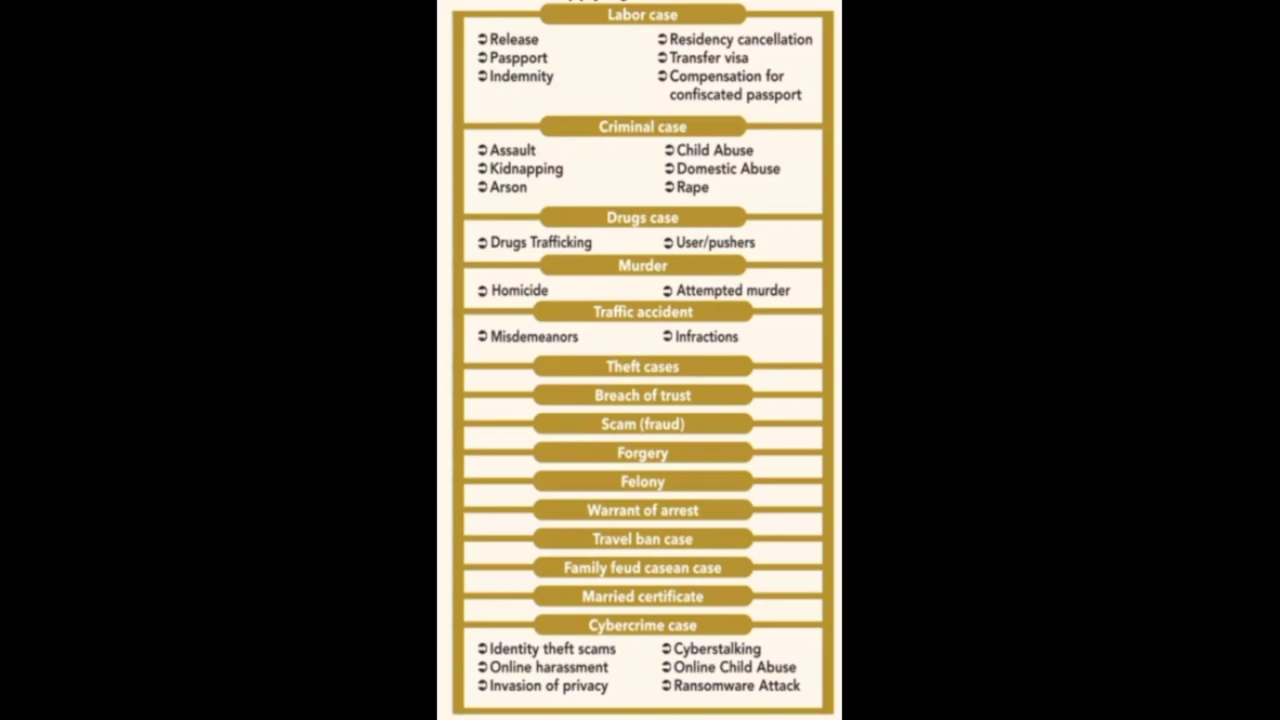 Labor case
Release
Residency cancellation
Paspport
Transfer visa
Indemnity
Compensation for
confiscated passport
Criminal case
Assault
Child Abuse
Kidnapping
Domestic Abuse
Arson
Rape
Drugs case
Drugs Trafficking
User/pushers
Murder
Homicide
Attempted murder
Traffic accident
Misdemeanors
Infractions
Theft cases
Breach of trust
Scam (fraud)
Forgery
Felony
Warrant of arrest
Travel ban case
Family feud casean case
Married certificate
Cybercrime case
Identity theft scams
Cyberstalking
Online harassment
Online Child Abuse
Invasion of privacy
Ransomware Attack